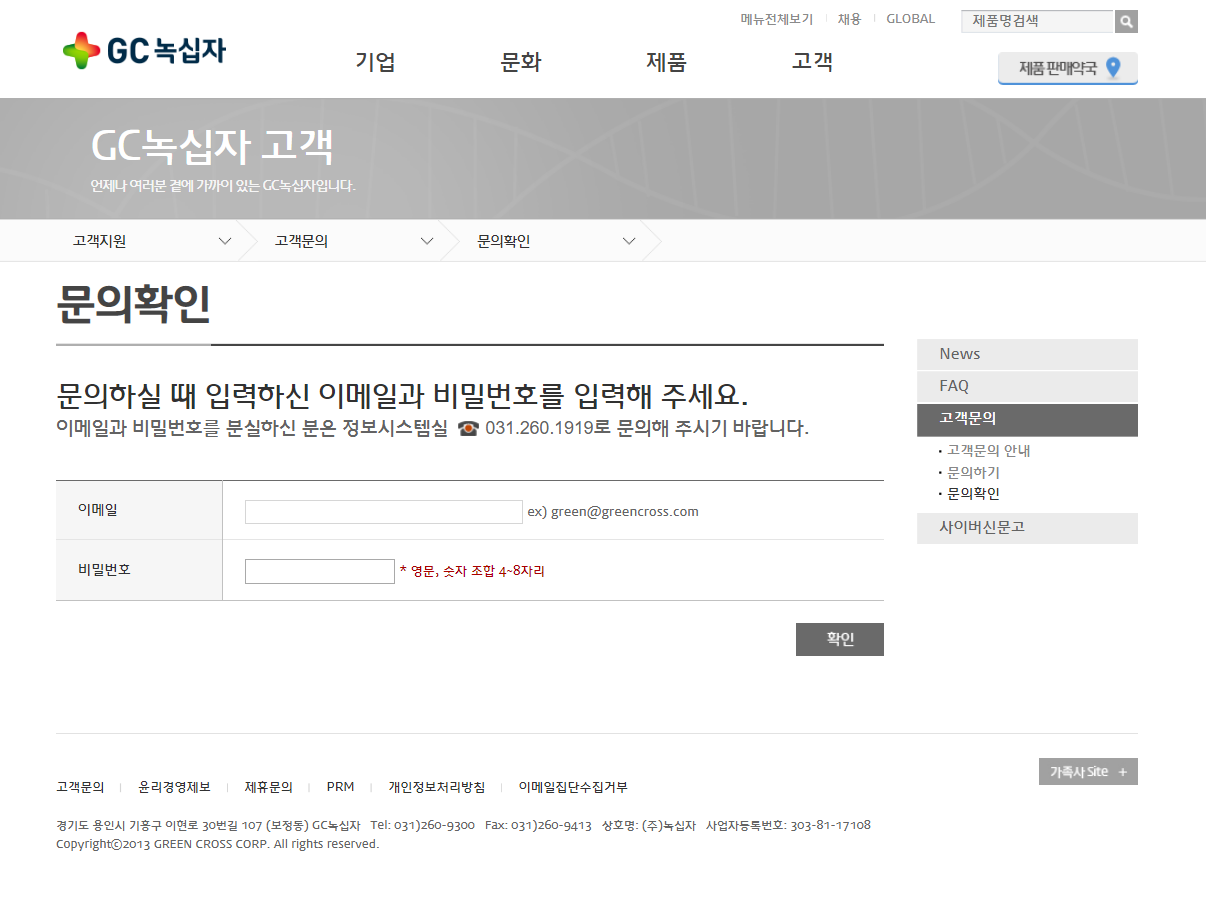 메뉴전체보기 채용 GLOBAL 제품명검색
GC 녹십자
기업 문화 제품 고객
제품 판매약국
GC녹십자 고객
언제나 여러분 곁에 가까이 있는 GC녹십자입니다.
고객지원 고객문의 문의확인
문의확인
문의하실 때 입력하신 이메일과 비밀번호를 입력해 주세요.
이메일과 비밀번호를 분실하신 분은 정보시스템실 ☎ 031.260.1919로 문의해 주시기 바랍니다.
이메일 ex) green@greencross.com
비밀번호 * 영문, 숫자 조합 4~8자리
확인
News
FAQ
고객문의
· 고객문의 안내
· 문의하기
· 문의확인
사이버신문고
가족사 Site +
고객문의 윤리경영제보 제휴문의 PRM 개인정보처리방침 이메일집단수집거부
경기도 용인시 기흥구 이현로 30번길 107 (보정동) GC녹십자 Tel: 031)260-9300 Fax: 031)260-9413 상호명: (주)녹십자 사업자등록번호: 303-81-17108
Copyrightⓒ2013 GREEN CROSS CORP. All rights reserved.